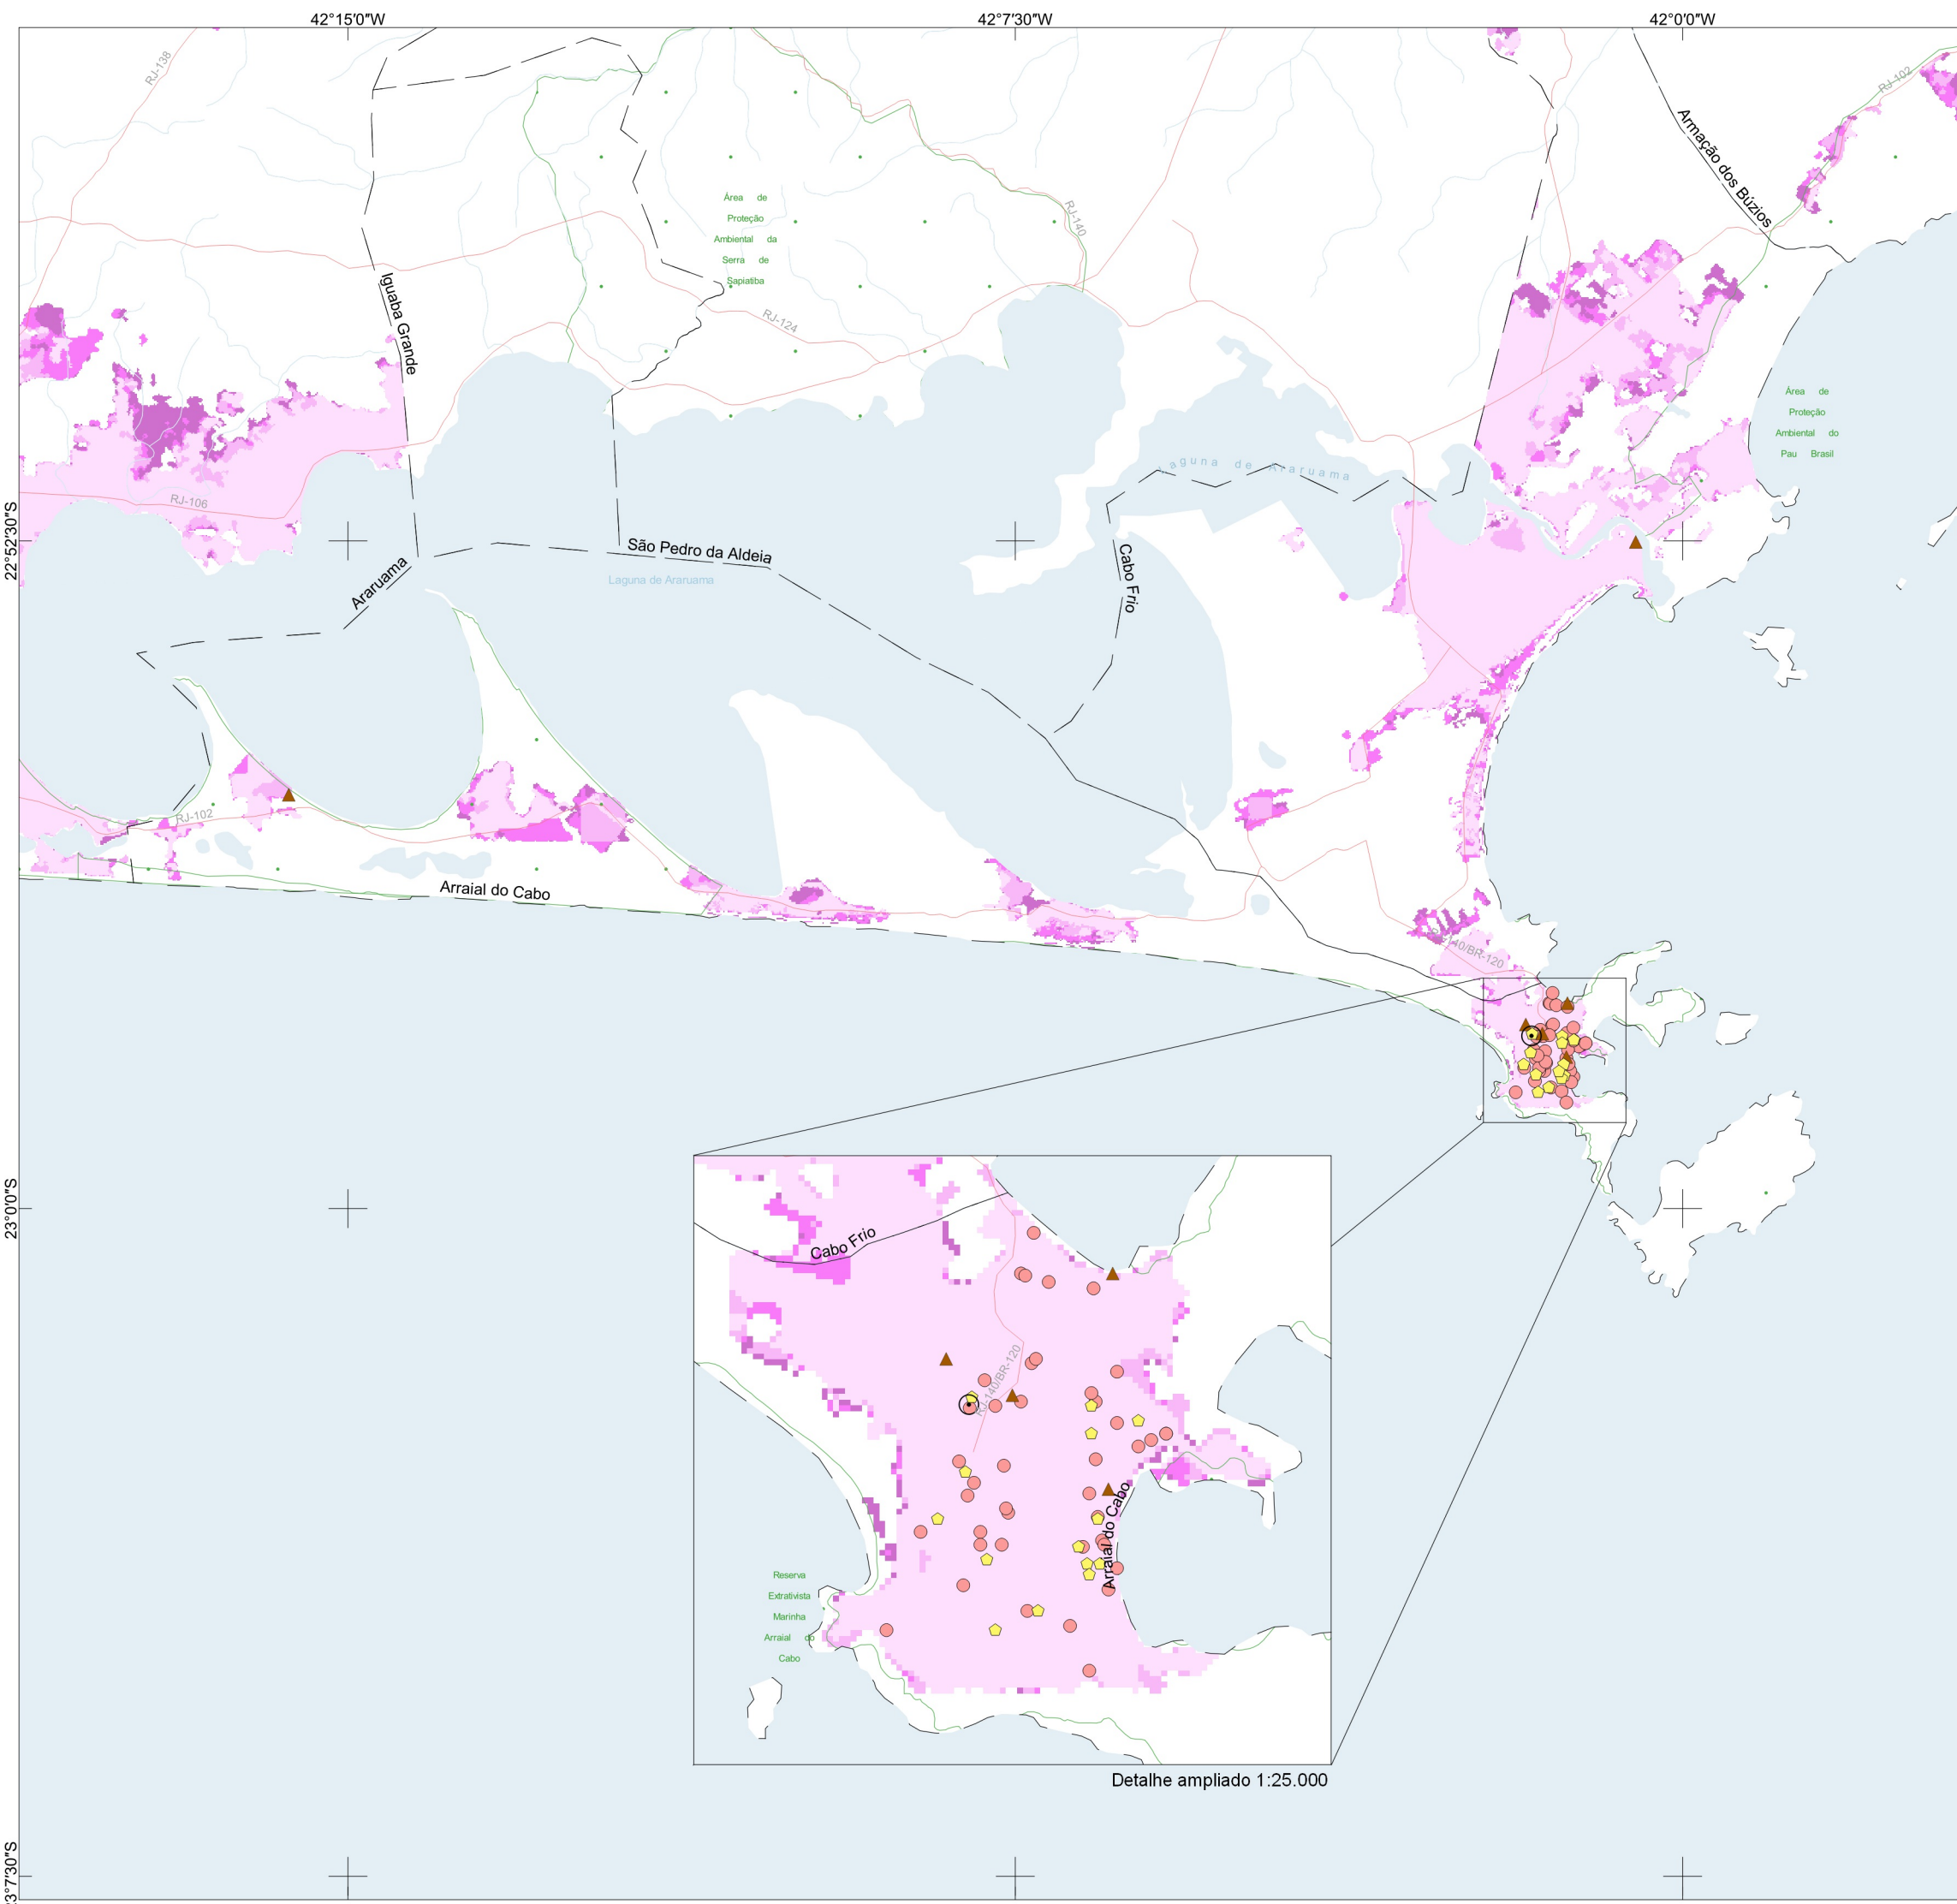 42°15'0"W
42°7'30"W
42°0'0"W
RJ-138
RJ-102
Armação dos Búzios
Área de
Proteção
Ambiental da
Serra de
Sapiatiba
RJ-140
Iguaba Grande
RJ-124
Área de
Proteção
Ambiental do
Pau Brasil
Laguna de Araruama
RJ-106
22°52'30"S
São Pedro da Aldeia
Araruama
Laguna de Araruama
Cabo Frio
RJ-102
Arraial do Cabo
RJ-140/BR-120
23°0'0"S
Cabo Frio
RJ-140/BR-120
Arraial do Cabo
Reserva
Extrativista
Marinha
Arraial do
Cabo
Detalhe ampliado 1:25.000
3°7'30"S